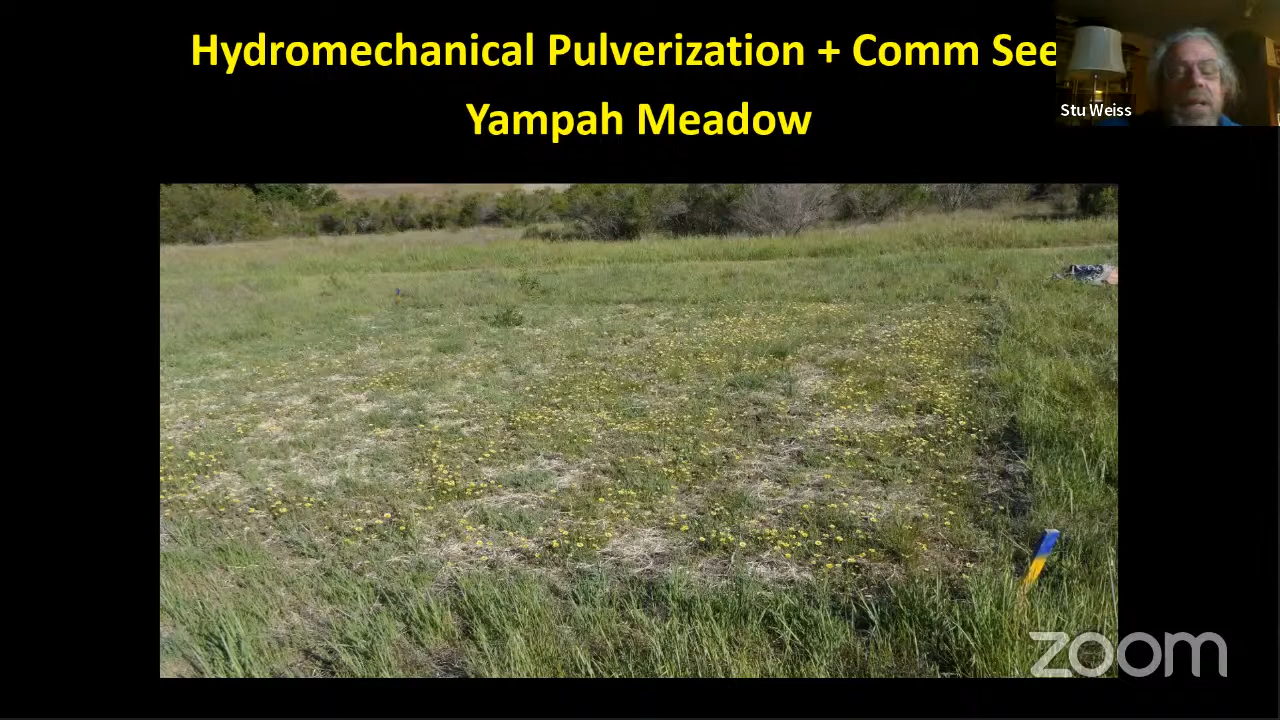 Hydromechanical Pulverization + Comm See
Yampah Meadow
Stu Weiss
zoom